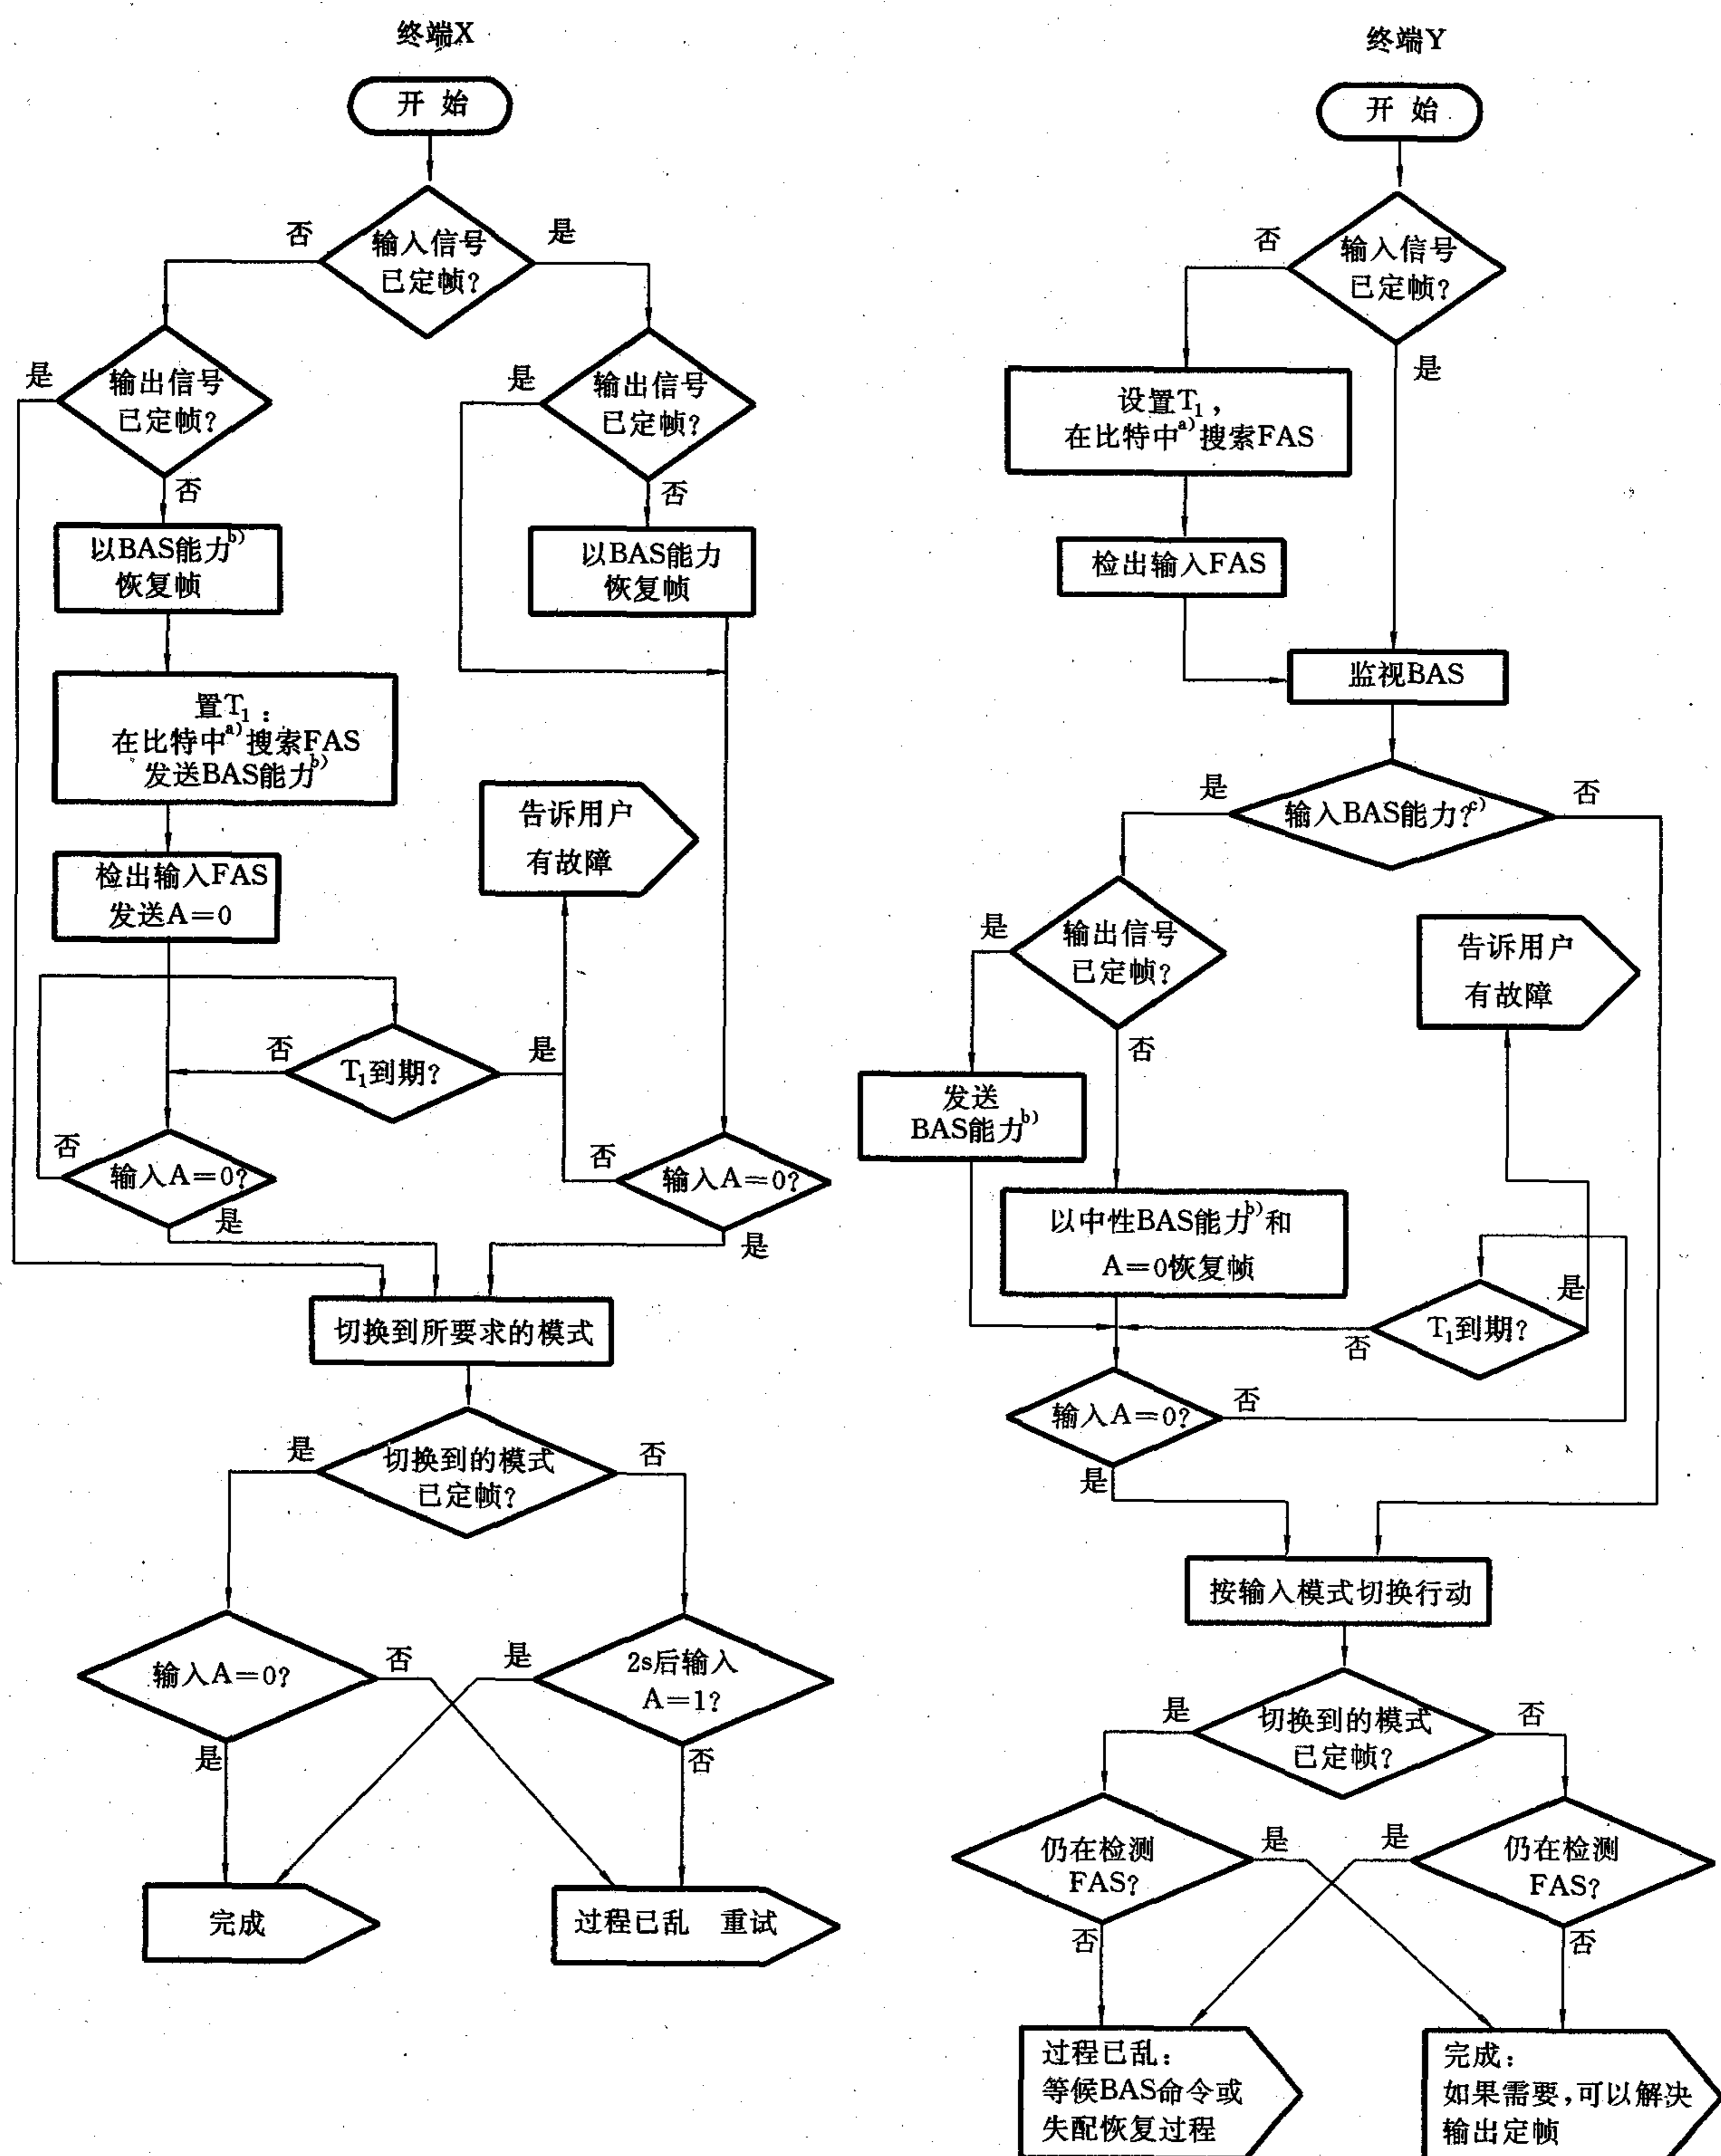 终端X
开 始
否
是
输入信号
已定帧?
是
输出信号
已定帧?
否
是
输出信号
已定帧?
否
以BAS能力b)
恢复帧
以BAS能力
恢复帧
置T1:
在比特中a)搜索FAS
发送BAS能力b)
告诉用户
有故障
检出输入FAS
发送A=0
否
T1到期?
是
否
输入A=0?
是
否
输入A=0?
是
切换到所要求的模式
是
切换到的模式
已定帧?
否
输入A=0?
否
是
是
2s后输入
A=1?
否
完成
过程已乱 重试
终端Y
开 始
否
输入信号
已定帧?
是
设置T1,
在比特中a)搜索FAS
检出输入FAS
监视BAS
是
输入BAS能力?c)
否
是
输出信号
已定帧?
否
告诉用户
有故障
发送
BAS能力b)
以中性BAS能力b)和
A=0恢复帧
是
T1到期?
否
输入A=0?
否
是
按输入模式切换行动
是
切换到的模式
已定帧?
否
仍在检测
FAS?
是
否
是
仍在检测
FAS?
否
过程已乱:
等候BAS命令或
失配恢复过程
完成:
如果需要,可以解决
输出定帧